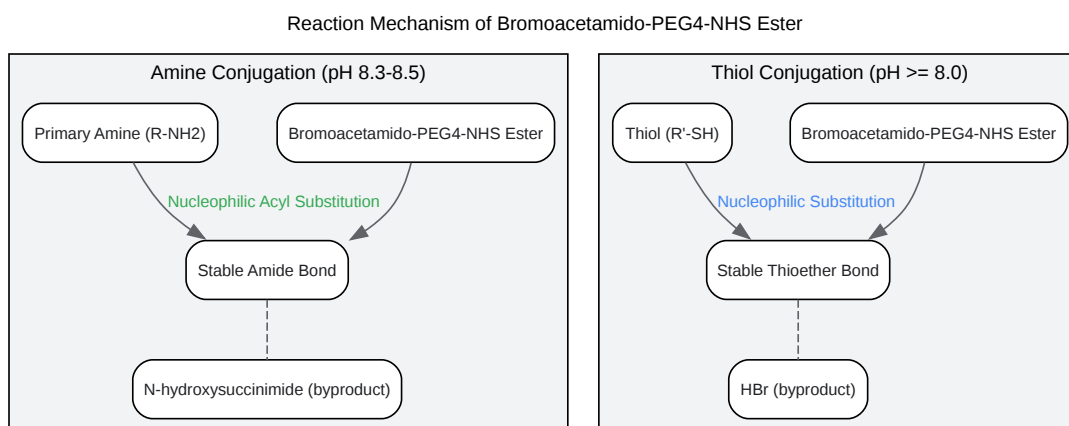 Reaction Mechanism of Bromoacetamido-PEG4-NHS Ester
Amine Conjugation (pH 8.3-8.5)
Primary Amine (R-NH2)
Bromoacetamido-PEG4-NHS Ester
Nucleophilic Acyl Substitution
Stable Amide Bond
N-hydroxysuccinimide (byproduct)
Thiol Conjugation (pH >= 8.0)
Thiol (R'-SH)
Bromoacetamido-PEG4-NHS Ester
Nucleophilic Substitution
Stable Thioether Bond
HBr (byproduct)